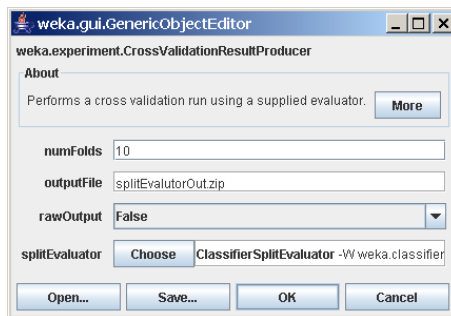 weka.gui.GenericObjectEditor
weka.experiment.CrossValidationResultProducer
About
Performs a cross validation run using a supplied evaluator.
More
numFolds 10
outputFile splitEvalutorOut.zip
rawOutput False
splitEvaluator Choose ClassifierSplitEvaluator -W weka.classifier
Open... Save... OK Cancel